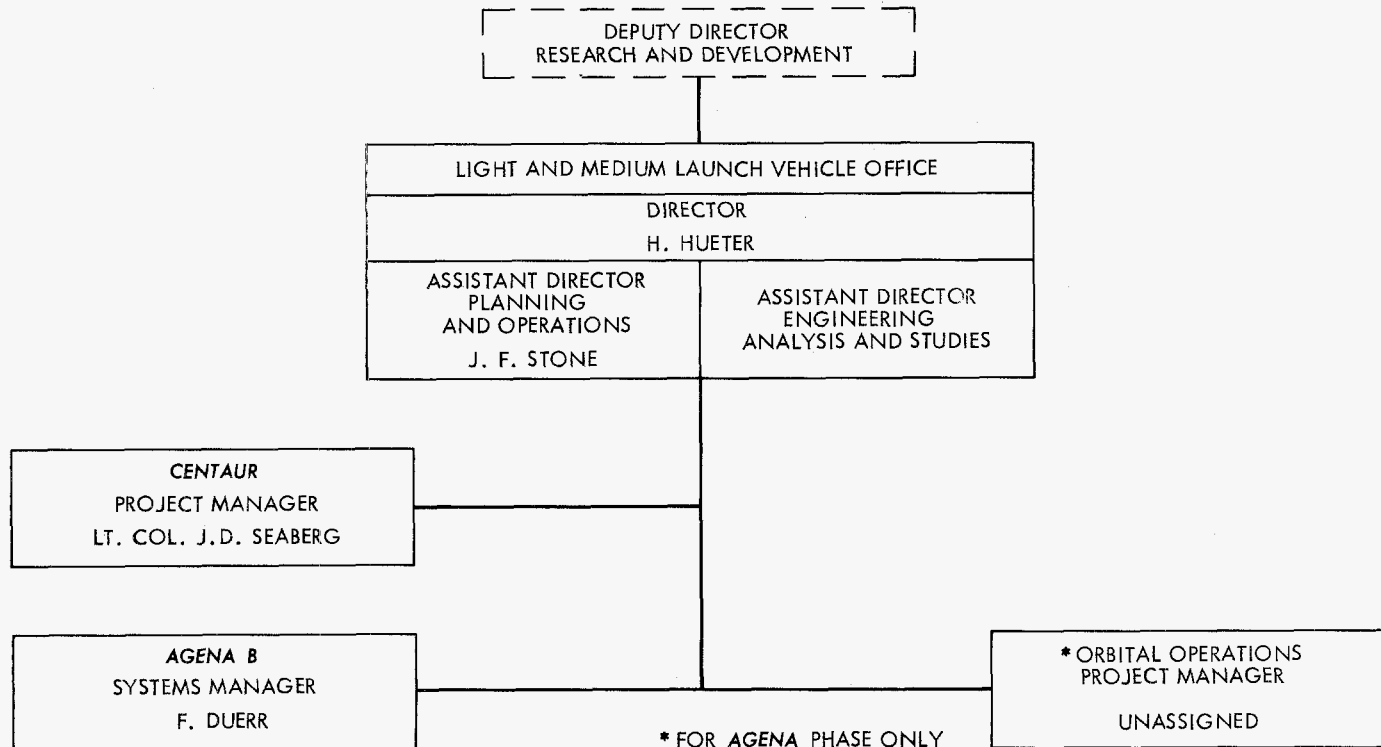 DEPUTY DIRECTOR
RESEARCH AND DEVELOPMENT
LIGHT AND MEDIUM LAUNCH VEHICLE OFFICE
DIRECTOR
H. HUETER
ASSISTANT DIRECTOR
PLANNING
AND OPERATIONS
J. F. STONE
ASSISTANT DIRECTOR
ENGINEERING
ANALYSIS AND STUDIES
CENTAUR
PROJECT MANAGER
LT. COL. J.D. SEABERG
AGENA B
SYSTEMS MANAGER
F. DUERR
*ORBITAL OPERATIONS
PROJECT MANAGER
UNASSIGNED
*FOR AGENA PHASE ONLY